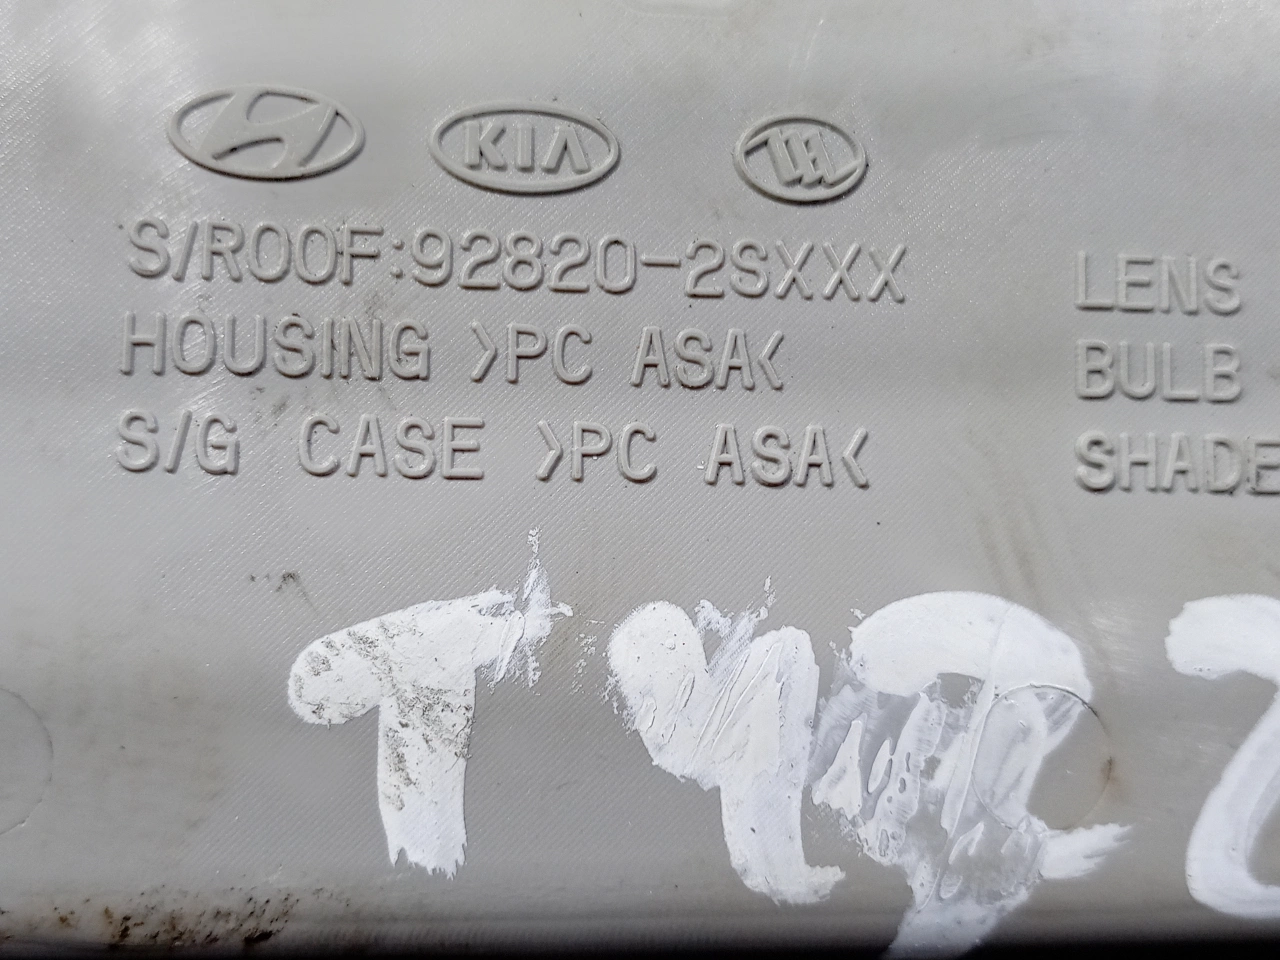 KIA
S/ROOF:92820-2SXXX
HOUSING >PC ASA<
S/G CASE >PC ASA<
LENS
BULB
SHADE